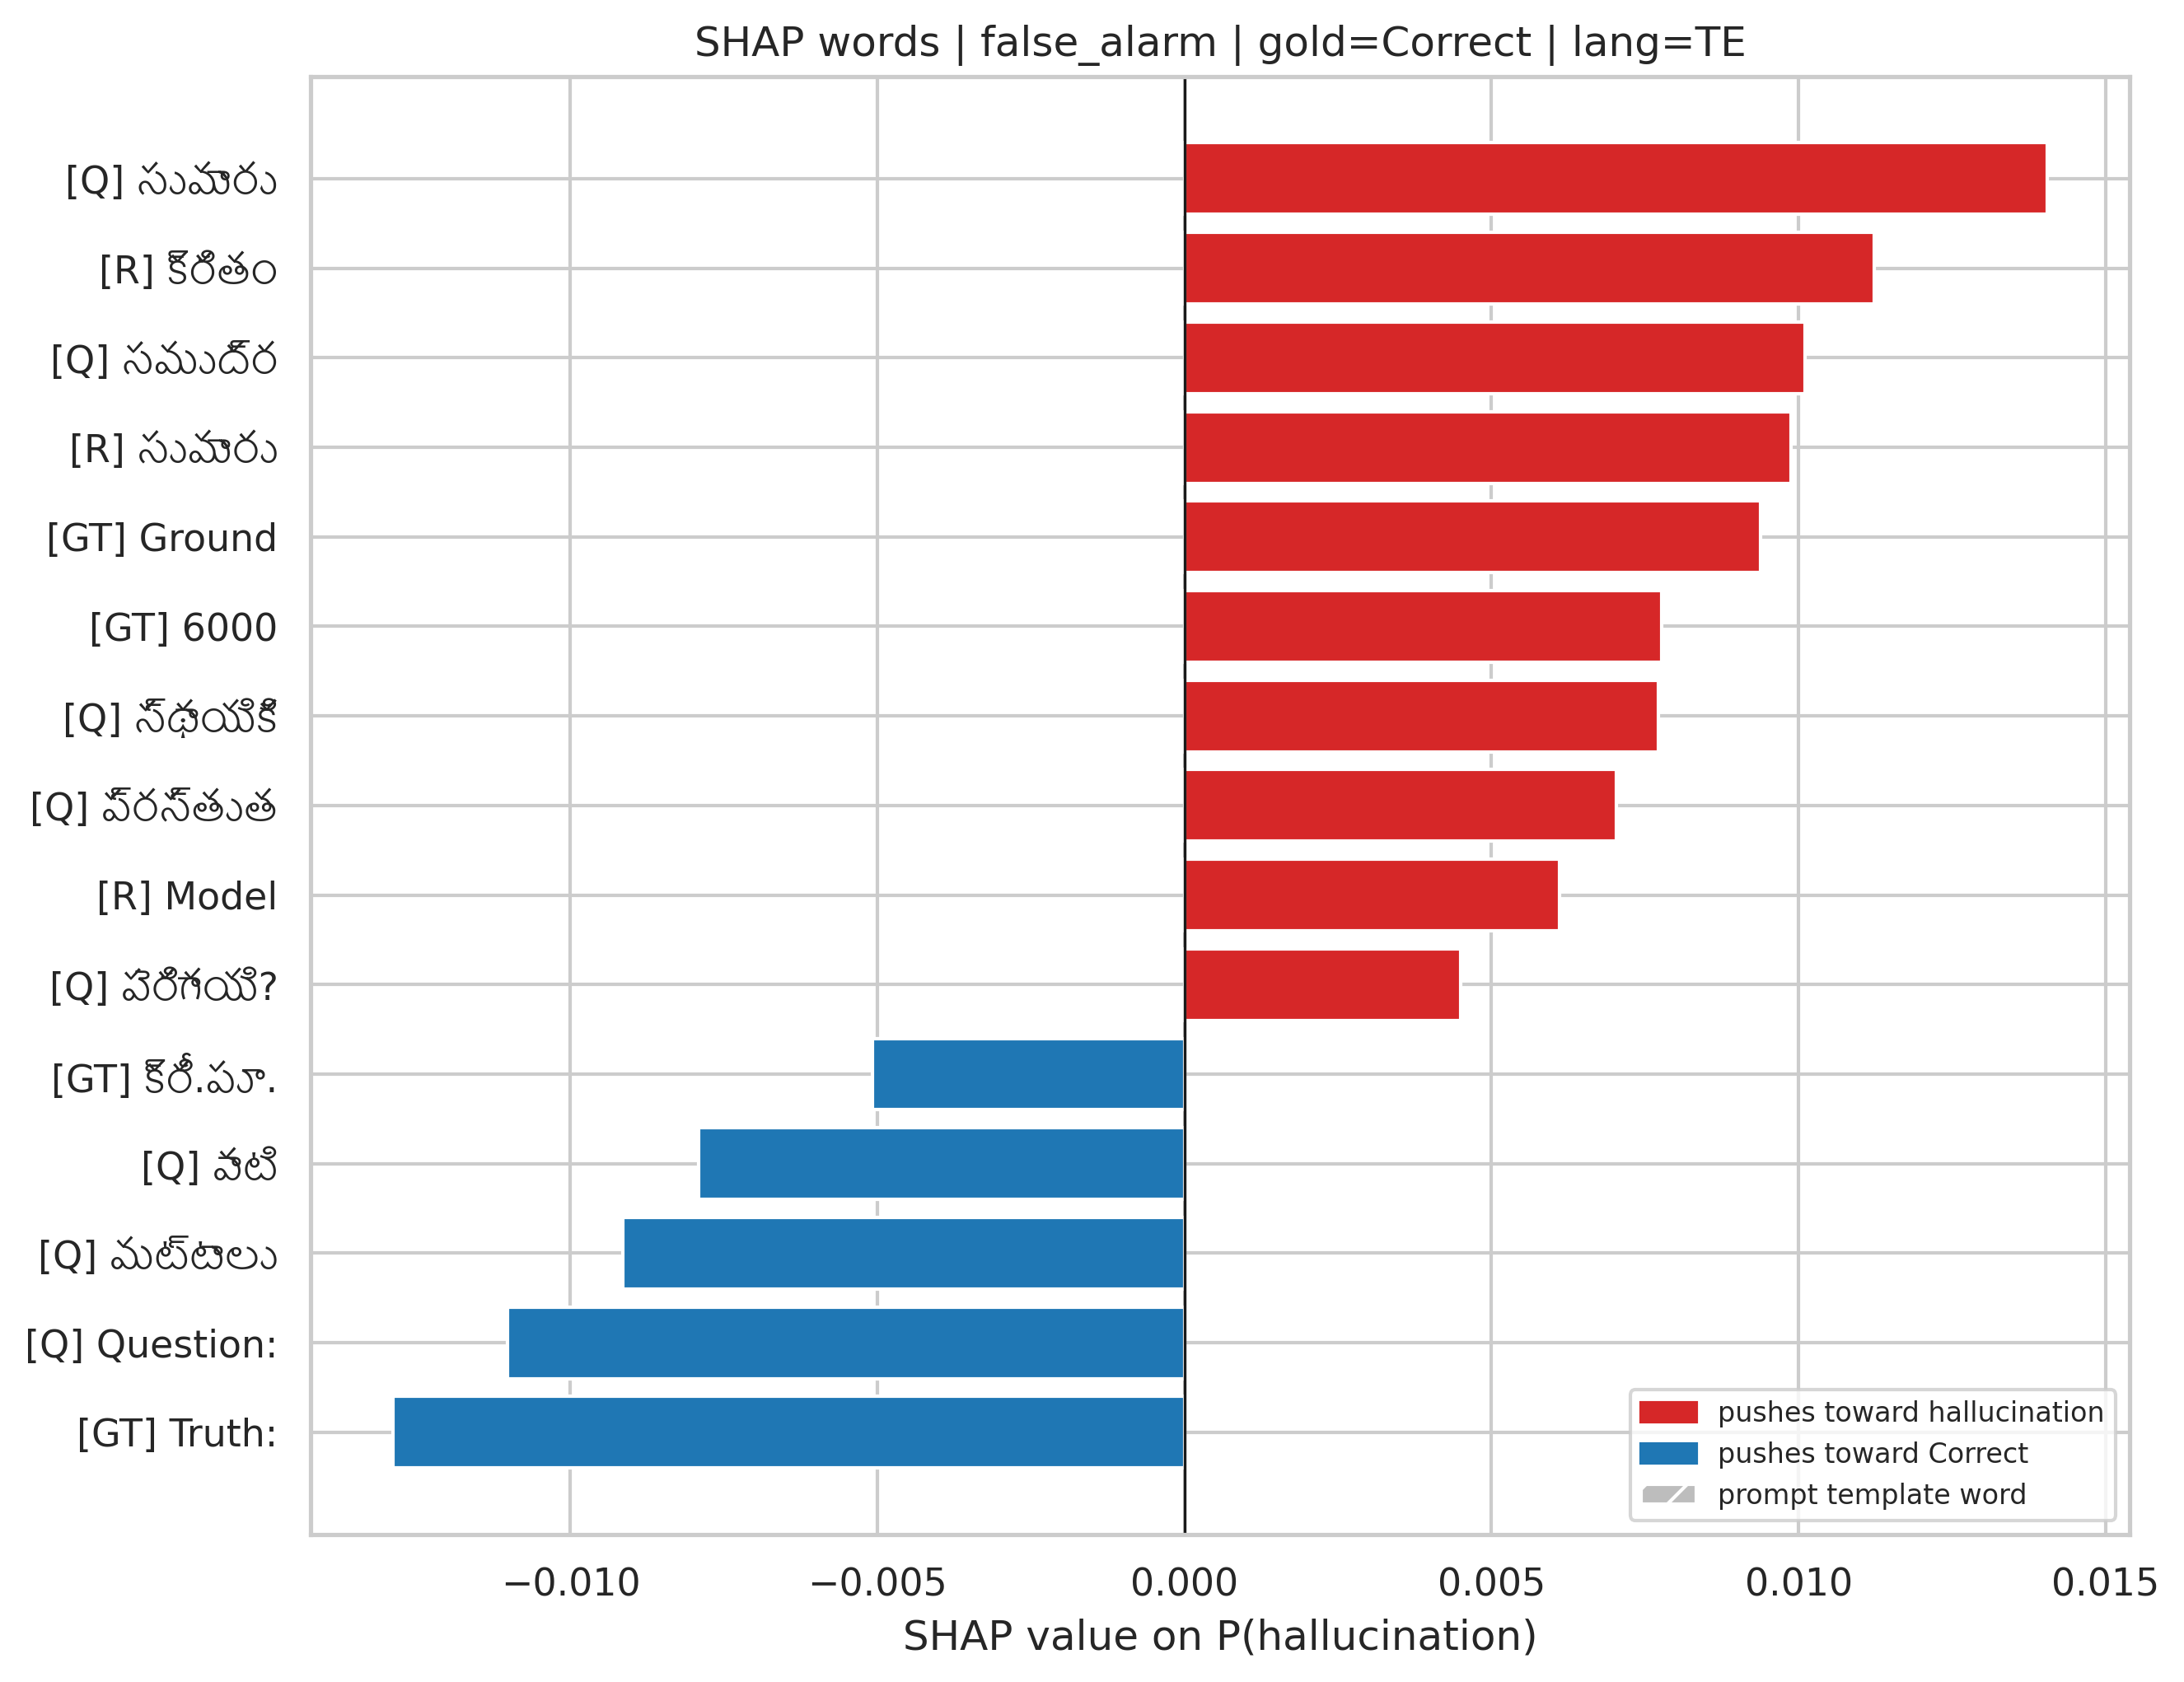 SHAP words | false_alarm | gold=Correct | lang=TE
[Q] సుమారు
[R] క్రితం
[Q] సముద్ర
[R] సుమారు
[GT] Ground
[GT] 6000
[Q] స్థాయికి
[Q] ప్రస్తుత
[R] Model
[Q] పెరిగాయి?
[GT] క్రీ.పూ.
[Q] వాటి
[Q] మట్టాలు
[Q] Question:
[GT] Truth:
pushes toward hallucination
pushes toward Correct
prompt template word
−0.010 −0.005 0.000 0.005 0.010 0.015
SHAP value on P(hallucination)